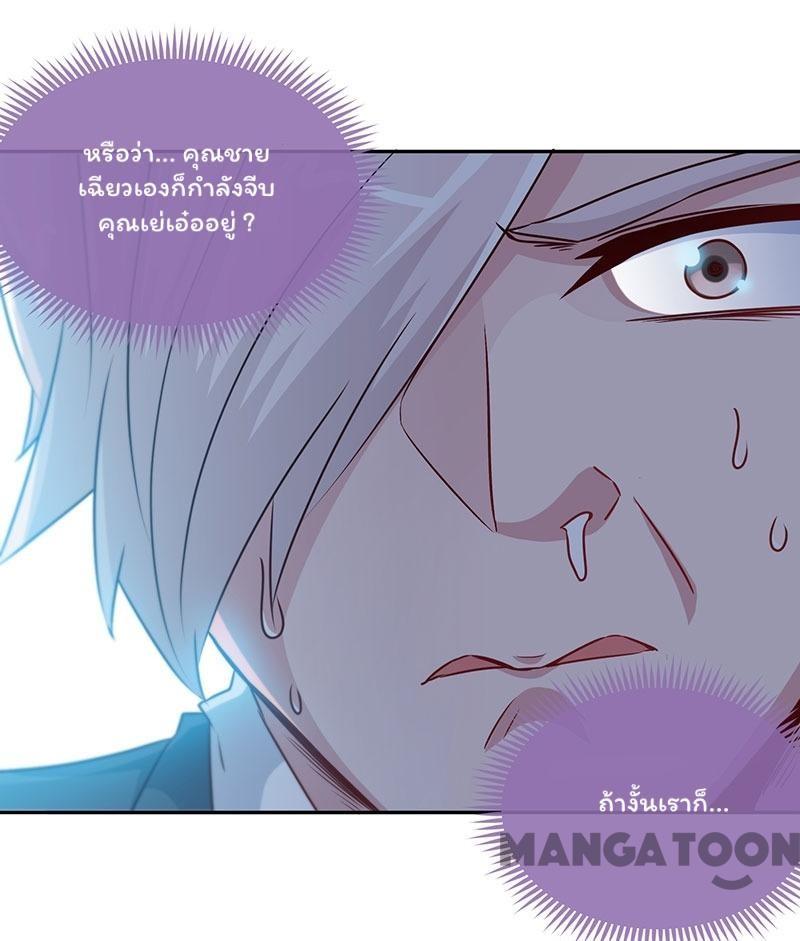 หรือว่า... คุณชาย
เฉียวเองก็กำลังจีบ
คุณเย่เอ๋ออยู่ ?
ถ้างั้นเราก็...
MANGATOON